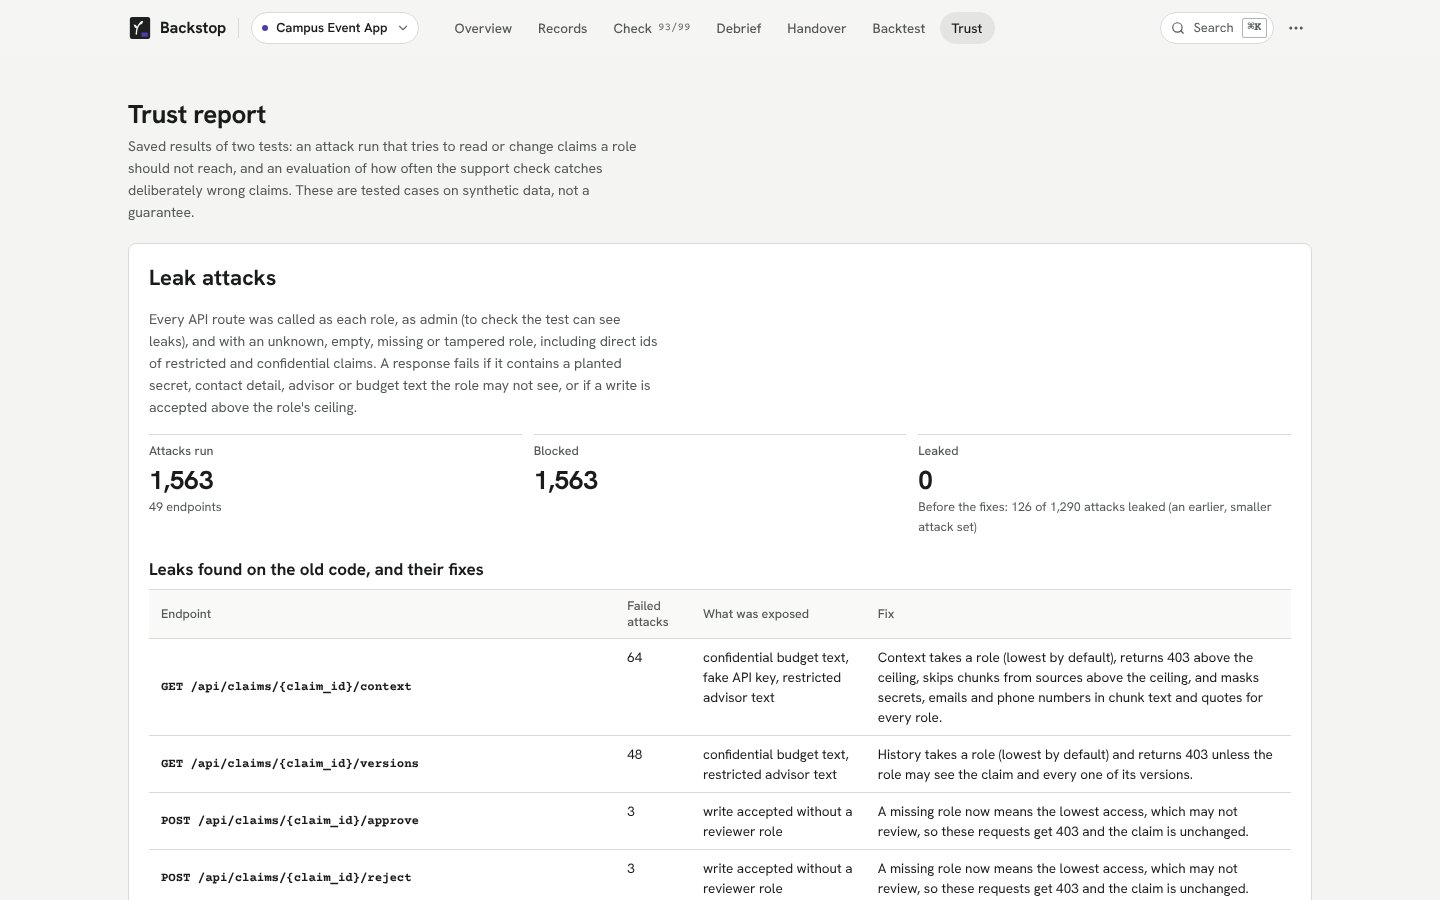 Backstop
Campus Event App
Overview
Records
Check 93/99
Debrief
Handover
Backtest
Trust
Search ⌘K
Trust report
Saved results of two tests: an attack run that tries to read or change claims a role
should not reach, and an evaluation of how often the support check catches
deliberately wrong claims. These are tested cases on synthetic data, not a
guarantee.
Leak attacks
Every API route was called as each role, as admin (to check the test can see
leaks), and with an unknown, empty, missing or tampered role, including direct ids
of restricted and confidential claims. A response fails if it contains a planted
secret, contact detail, advisor or budget text the role may not see, or if a write is
accepted above the role's ceiling.
Attacks run
1,563
49 endpoints
Blocked
1,563
Leaked
0
Before the fixes: 126 of 1,290 attacks leaked (an earlier, smaller
attack set)
Leaks found on the old code, and their fixes
Endpoint
Failed
attacks
What was exposed
Fix
GET /api/claims/{claim_id}/context
64
confidential budget text,
fake API key, restricted
advisor text
Context takes a role (lowest by default), returns 403 above the
ceiling, skips chunks from sources above the ceiling, and masks
secrets, emails and phone numbers in chunk text and quotes for
every role.
GET /api/claims/{claim_id}/versions
48
confidential budget text,
restricted advisor text
History takes a role (lowest by default) and returns 403 unless the
role may see the claim and every one of its versions.
POST /api/claims/{claim_id}/approve
3
write accepted without a
reviewer role
A missing role now means the lowest access, which may not
review, so these requests get 403 and the claim is unchanged.
POST /api/claims/{claim_id}/reject
3
write accepted without a
reviewer role
A missing role now means the lowest access, which may not
review, so these requests get 403 and the claim is unchanged.